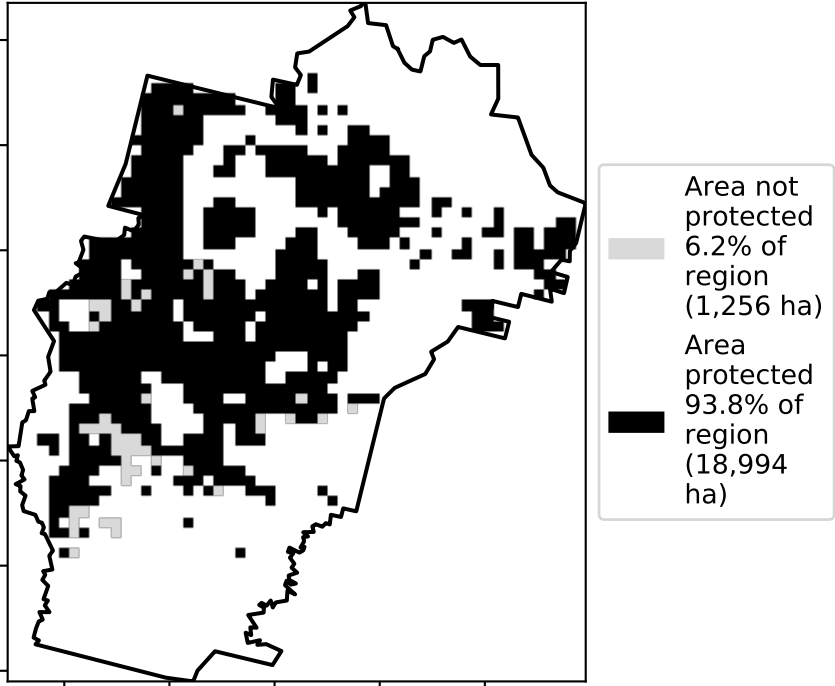 Area not
protected
6.2% of
region
(1,256 ha)
Area
protected
93.8% of
region
(18,994
ha)